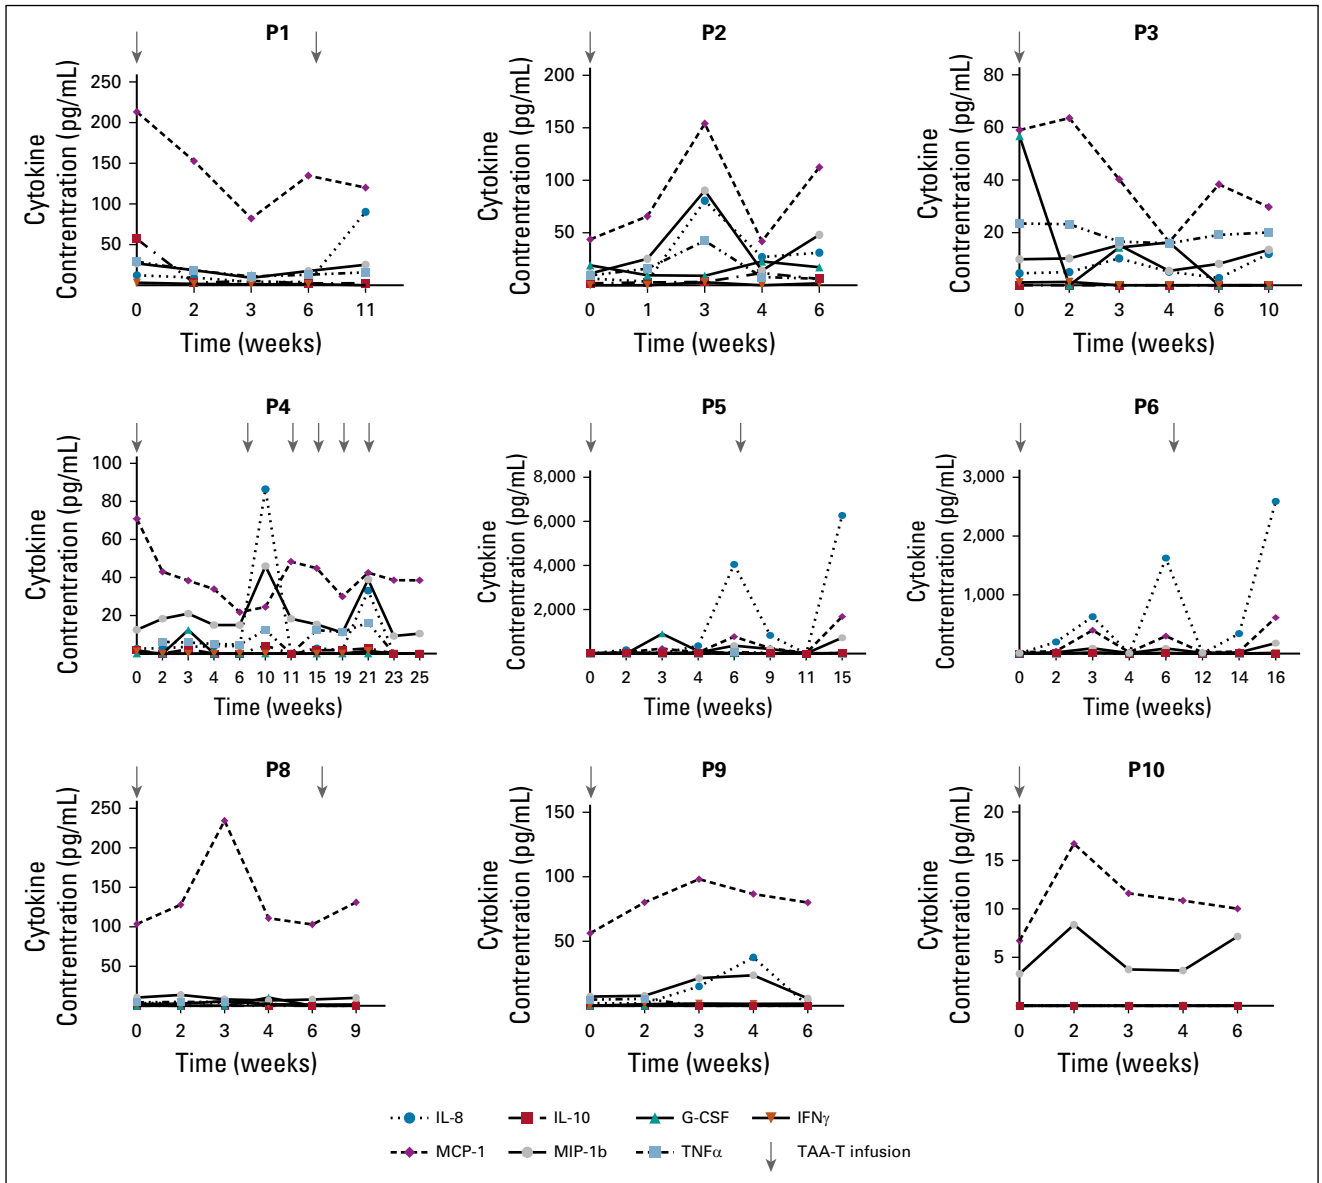 P1
P2
P3
Cytokine
Contrentration (pg/mL)
250
200
150
100
50
0 2 3 6 11
Time (weeks)
Cytokine
Contrentration (pg/mL)
200
150
100
50
0 1 3 4 6
Time (weeks)
Cytokine
Contrentration (pg/mL)
80
60
40
20
0 2 3 4 6 10
Time (weeks)
P4
P5
P6
Cytokine
Contrentration (pg/mL)
100
80
60
40
20
0 2 3 4 6 10 11 15 19 21 23 25
Time (weeks)
Cytokine
Contrentration (pg/mL)
8,000
6,000
4,000
2,000
0 2 3 4 6 9 11 15
Time (weeks)
Cytokine
Contrentration (pg/mL)
3,000
2,000
1,000
0 2 3 4 6 12 14 16
Time (weeks)
P8
P9
P10
Cytokine
Contrentration (pg/mL)
250
200
150
100
50
0 2 3 4 6 9
Time (weeks)
Cytokine
Contrentration (pg/mL)
150
100
50
0 2 3 4 6
Time (weeks)
Cytokine
Contrentration (pg/mL)
20
15
10
5
0 2 3 4 6
Time (weeks)
IL-8 IL-10 G-CSF IFNγ
MCP-1 MIP-1b TNFα TAA-T infusion